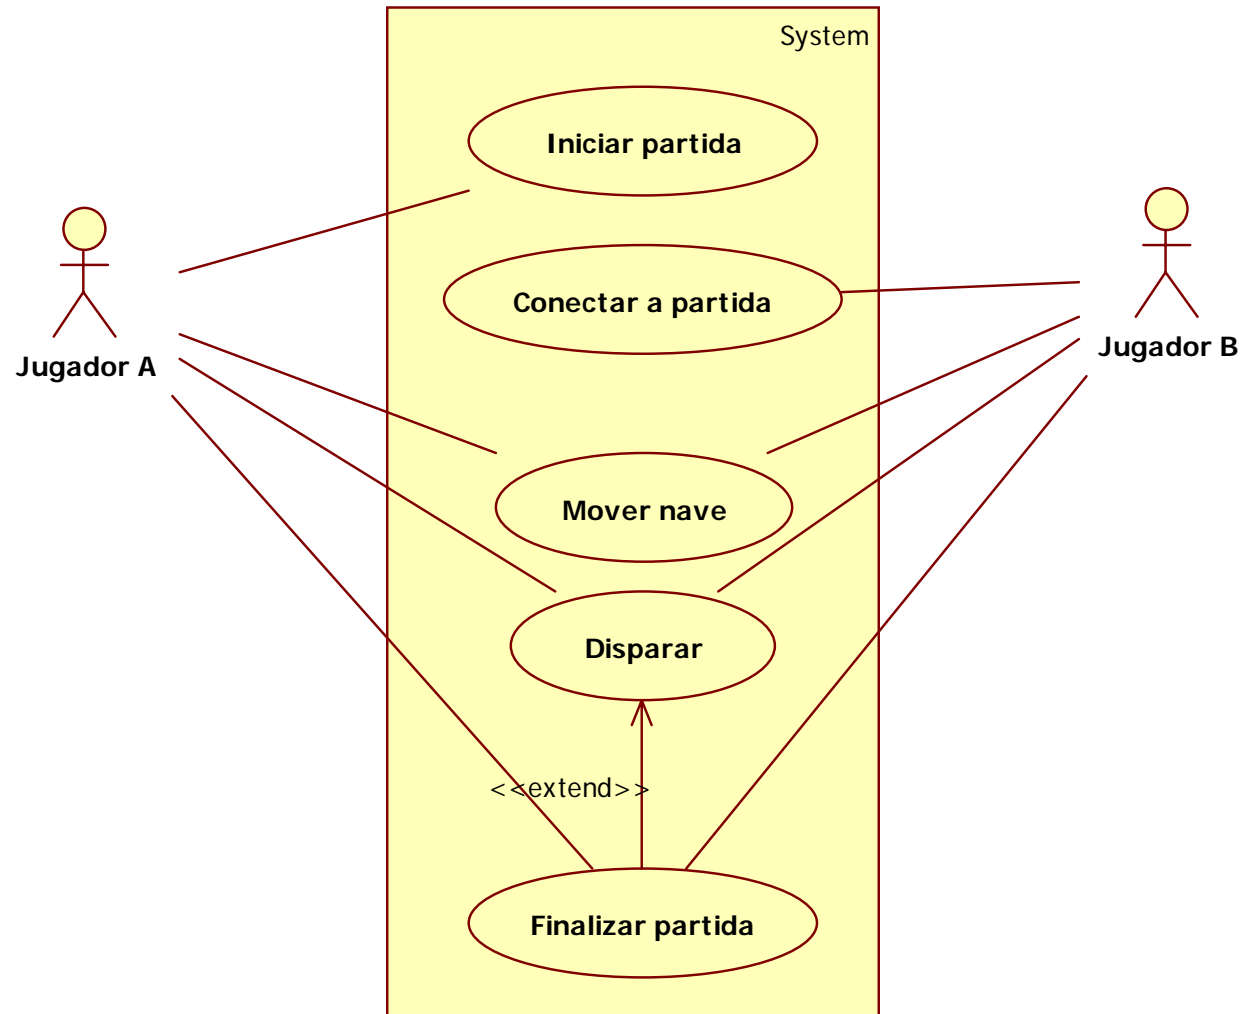 System
Iniciar partida
Conectar a partida
Jugador A
Jugador B
Mover nave
Disparar
<<extend>>
Finalizar partida